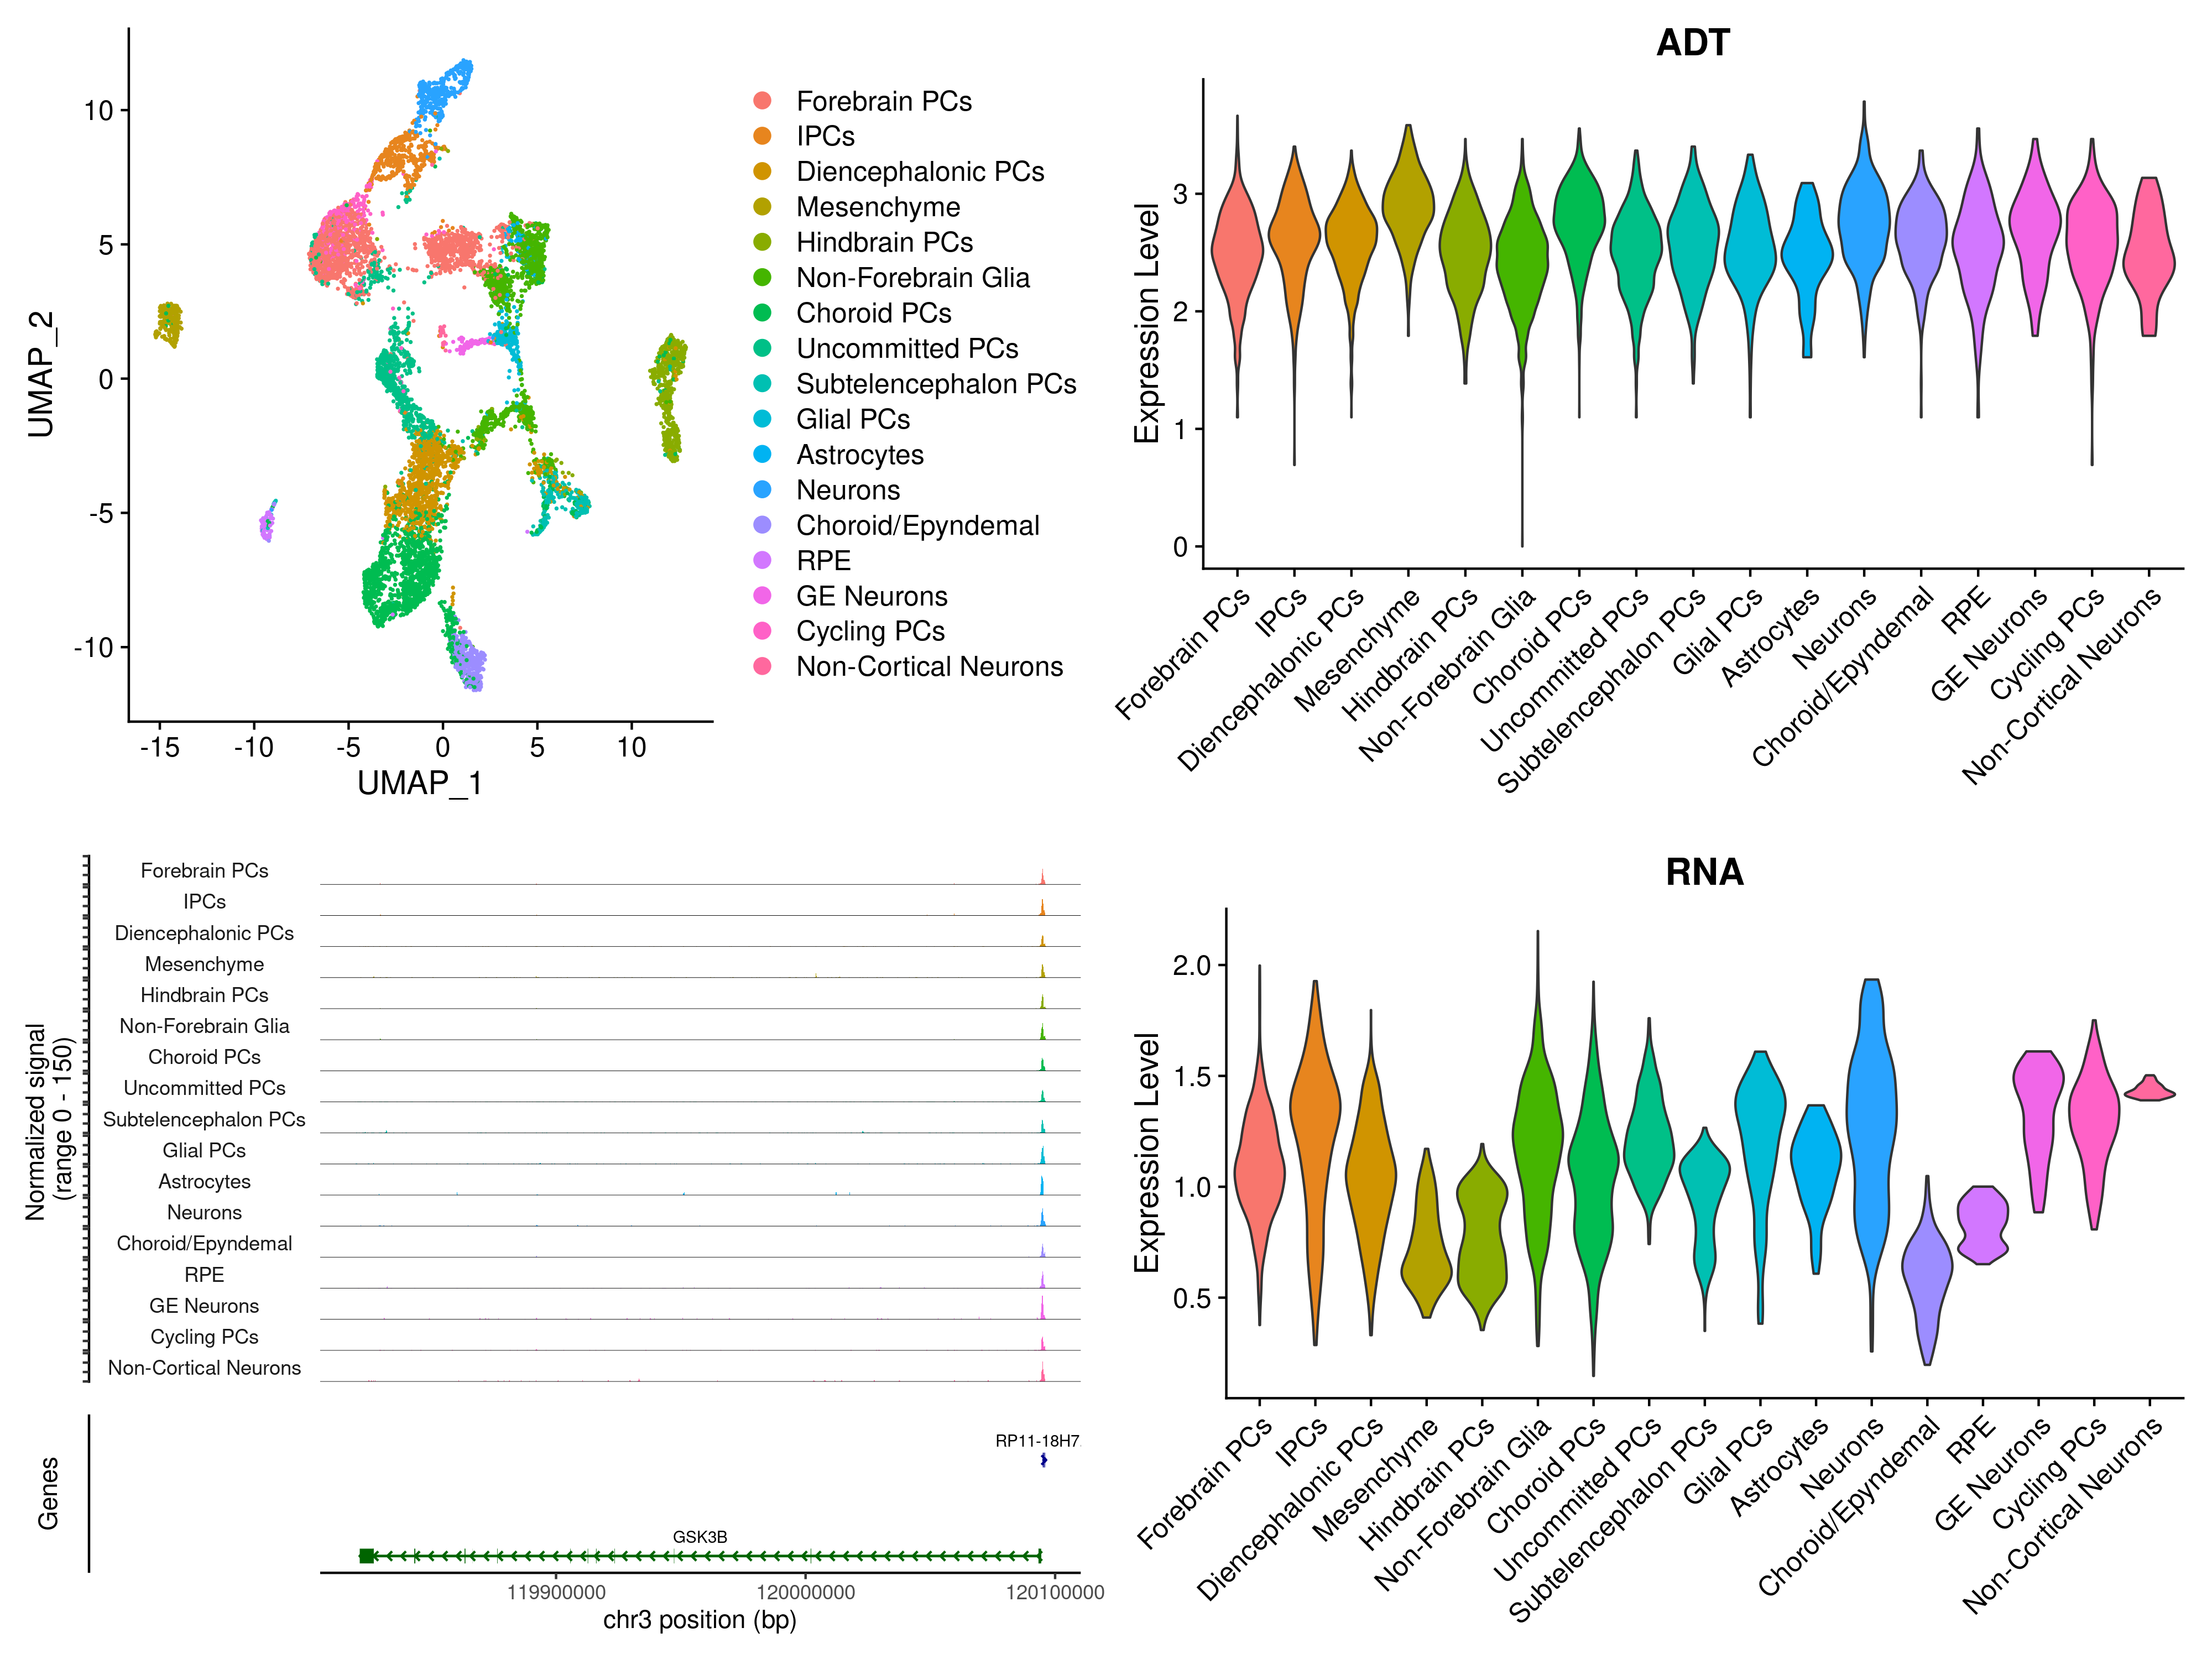 10
5
0
-5
-10
UMAP_2
-15 -10 -5 0 5 10
UMAP_1
Forebrain PCs
IPCs
Diencephalonic PCs
Mesenchyme
Hindbrain PCs
Non-Forebrain Glia
Choroid PCs
Uncommitted PCs
Subtelencephalon PCs
Glial PCs
Astrocytes
Neurons
Choroid/Epyndemal
RPE
GE Neurons
Cycling PCs
Non-Cortical Neurons
ADT
Expression Level
3
2
1
0
Forebrain PCs
IPCs
Diencephalonic PCs
Mesenchyme
Hindbrain PCs
Non-Forebrain Glia
Choroid PCs
Uncommitted PCs
Subtelencephalon PCs
Glial PCs
Astrocytes
Neurons
Choroid/Epyndemal
RPE
GE Neurons
Cycling PCs
Non-Cortical Neurons
Normalized signal
(range 0 - 150)
Forebrain PCs
IPCs
Diencephalonic PCs
Mesenchyme
Hindbrain PCs
Non-Forebrain Glia
Choroid PCs
Uncommitted PCs
Subtelencephalon PCs
Glial PCs
Astrocytes
Neurons
Choroid/Epyndemal
RPE
GE Neurons
Cycling PCs
Non-Cortical Neurons
Genes
RP11-18H7.
GSK3B
119900000 120000000 120100000
chr3 position (bp)
RNA
Expression Level
2.0
1.5
1.0
0.5
Forebrain PCs
IPCs
Diencephalonic PCs
Mesenchyme
Hindbrain PCs
Non-Forebrain Glia
Choroid PCs
Uncommitted PCs
Subtelencephalon PCs
Glial PCs
Astrocytes
Neurons
Choroid/Epyndemal
RPE
GE Neurons
Cycling PCs
Non-Cortical Neurons